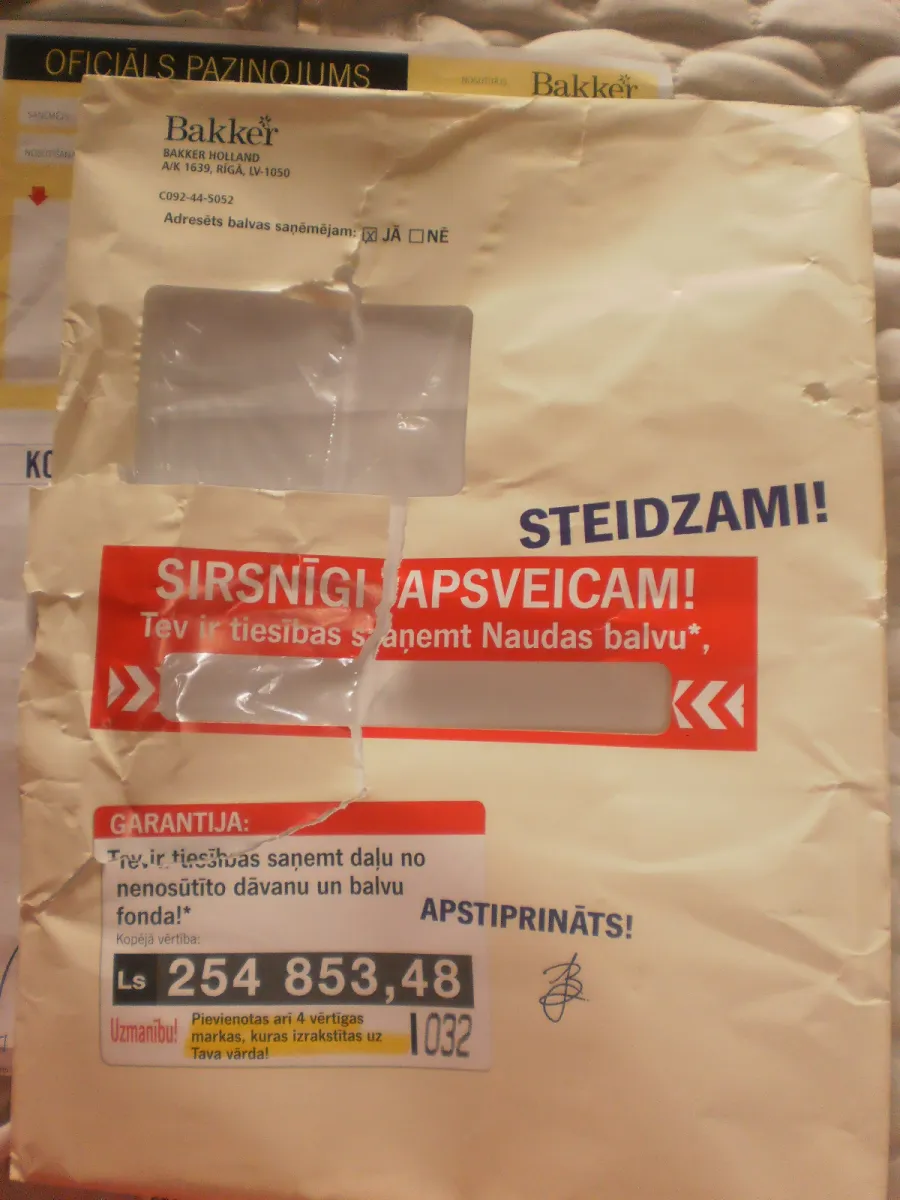 OFICIĀLS PAZIŅOJUMS
Bakker
Bakker
BAKKER HOLLAND
A/K 1639, RĪGĀ, LV-1050
C092-44-5052
Adresēts balvas saņēmējam: ☒ JĀ ☐ NĒ
KO
STEIDZAMI!
SIRSNĪGI APSVEICAM!
Tev ir tiesības saņemt Naudas balvu*,
GARANTIJA:
Tev ir tiesības saņemt daļu no
nenosūtīto dāvanu un balvu
fonda!*
Kopējā vērtība:
Ls 254 853,48
APSTIPRINĀTS!
Uzmanību!
Pievienotas arī 4 vērtīgas
markas, kuras izrakstītas uz
Tava vārda!
032